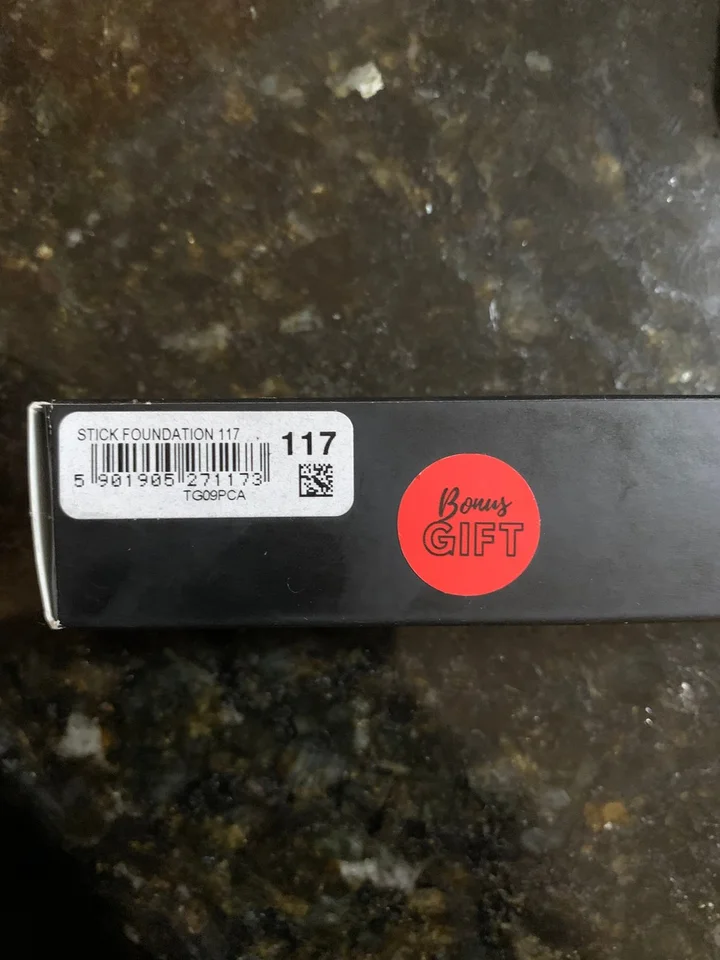 STICK FOUNDATION 117
117
5 901905 271173
TG09PCA
Bonus
GIFT